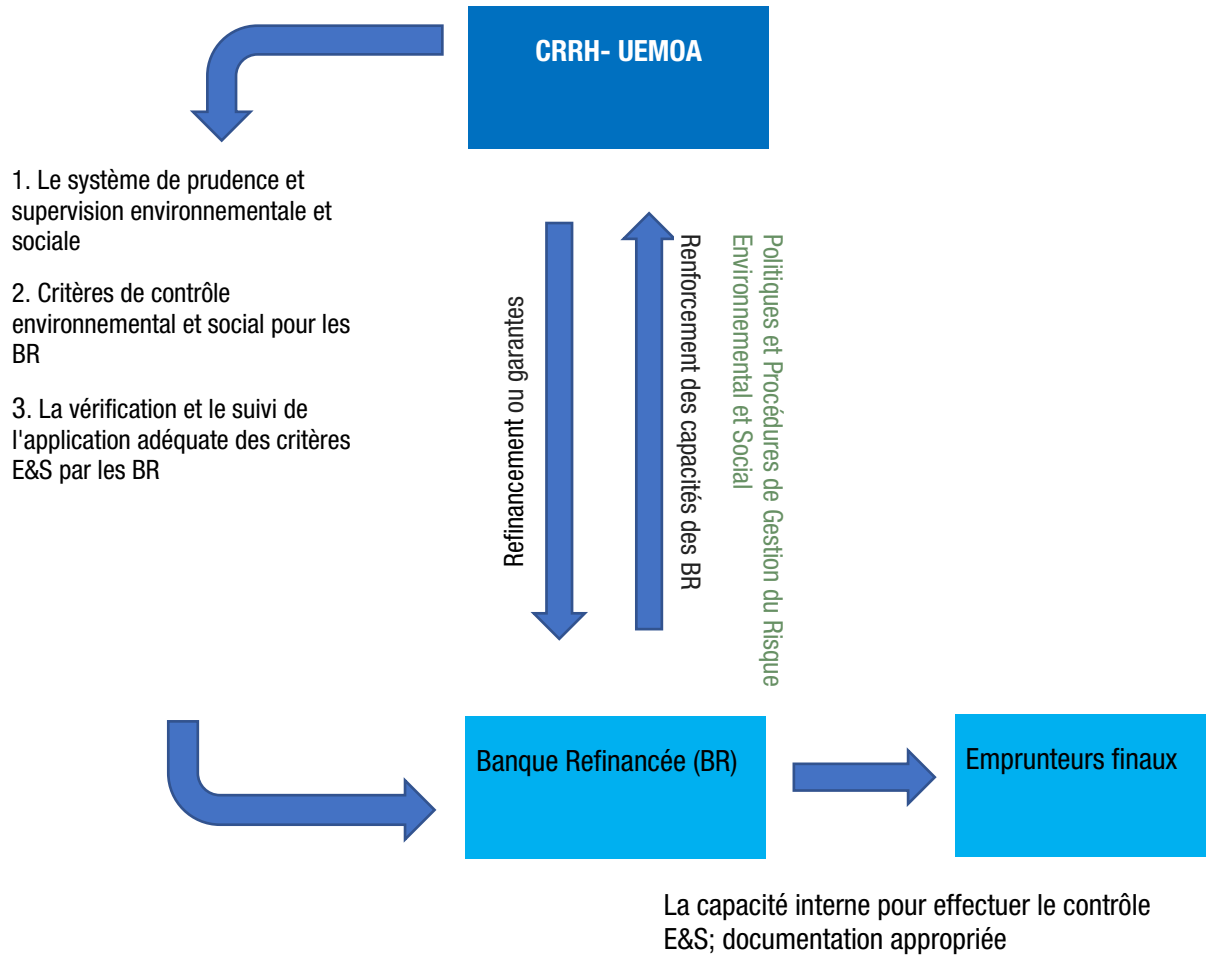 CRRH- UEMOA
1. Le système de prudence et
supervision environnementale et
sociale
2. Critères de contrôle
environnemental et social pour les
BR
3. La vérification et le suivi de
l'application adéquate des critères
E&S par les BR
Refinancement ou garantes
Renforcement des capacités des BR
Politiques et Procédures de Gestion du Risque
Environnemental et Social
Banque Refinancée (BR)
Emprunteurs finaux
La capacité interne pour effectuer le contrôle
E&S; documentation appropriée